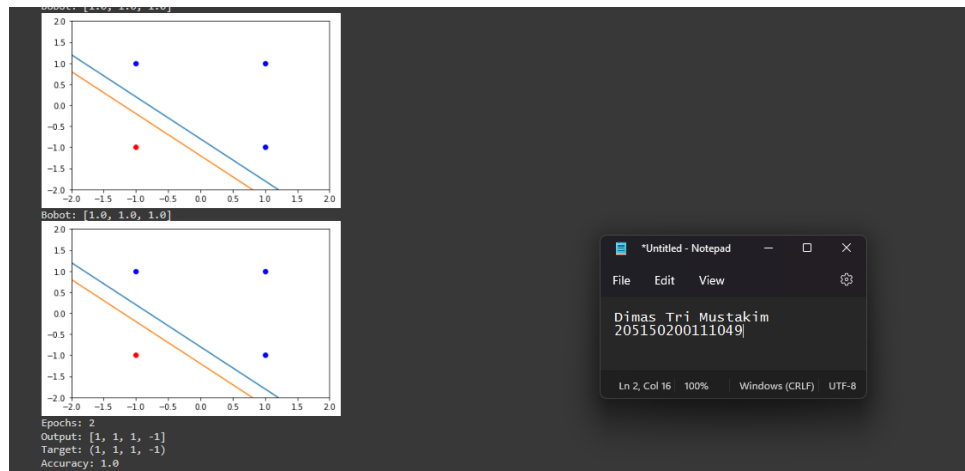 Bobot: [1.0, 1.0, 1.0]
2.0
1.5
1.0
0.5
0.0
−0.5
−1.0
−1.5
−2.0
−2.0 −1.5 −1.0 −0.5 0.0 0.5 1.0 1.5 2.0
Bobot: [1.0, 1.0, 1.0]
2.0
1.5
1.0
0.5
0.0
−0.5
−1.0
−1.5
−2.0
−2.0 −1.5 −1.0 −0.5 0.0 0.5 1.0 1.5 2.0
Epochs: 2
Output: [1, 1, 1, -1]
Target: (1, 1, 1, -1)
Accuracy: 1.0
*Untitled - Notepad
File Edit View
Dimas Tri Mustakim
205150200111049
Ln 2, Col 16 100% Windows (CRLF) UTF-8